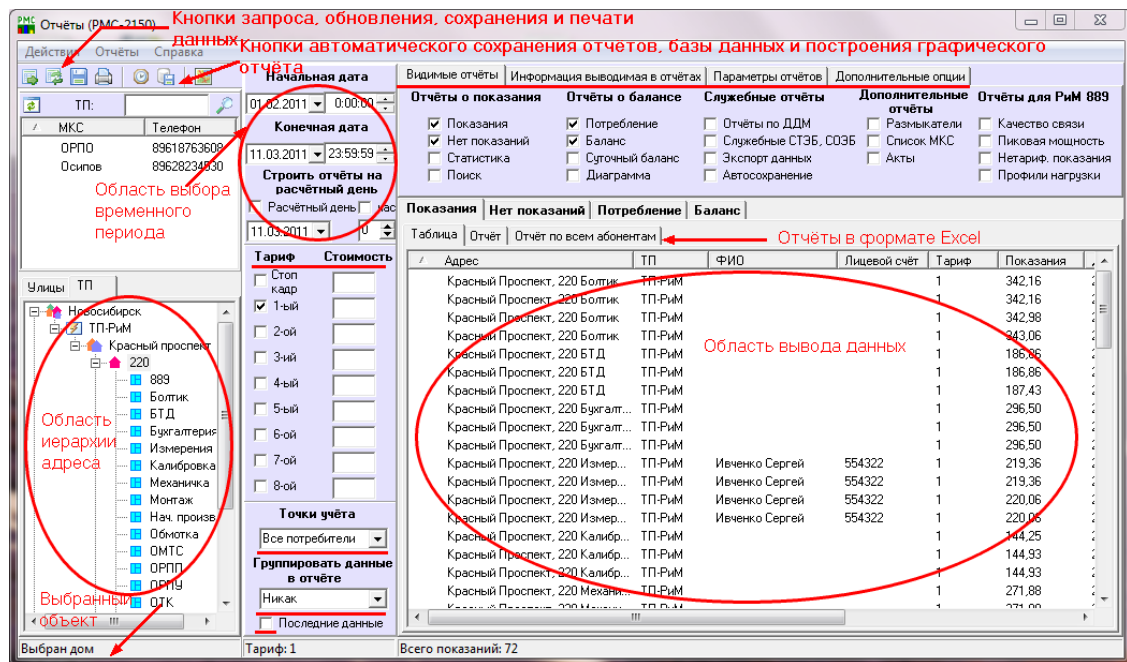 Отчёты (РМС-2150)
Кнопки запроса, обновления, сохранения и печати
данных
Кнопки автоматического сохранения отчётов, базы данных и построения графического
отчёта
Действия Отчёты Справка
ТП:
/ МКС Телефон
ОРПО 89618763608
Осипов 89628234530
Область выбора
временного
периода
Улицы ТП
Новосибирск
ТП-РиМ
Красный проспект
220
889
Болтик
БТД
Бухгалтерия
Измерения
Калибровка
Механичка
Монтаж
Нач. произв
Обмотка
ОМТС
ОРПП
ОРПУ
ОТК
Область
иерархии
адреса
Выбранный
объект
Начальная дата
01.02.2011 0:00:00
Конечная дата
11.03.2011 23:59:59
Строить отчёты на
расчётный день
Расчётный день час
11.03.2011 0
Тариф Стоимость
Стоп
кадр
1-ый
2-ой
3-ий
4-ый
5-ый
6-ой
7-ой
8-ой
Точки учёта
Все потребители
Группировать данные
в отчёте
Никак
Последние данные
Видимые отчёты Информация выводимая в отчётах Параметры отчётов Дополнительные опции
Отчёты о показания Отчёты о балансе Служебные отчёты Дополнительные
отчёты Отчёты для РиМ 889
Показания Потребление Отчёты по ДДМ Размыкатели Качество связи
Нет показаний Баланс Служебные СТЭБ, СОЭБ Список МКС Пиковая мощность
Статистика Суточный баланс Экспорт данных Акты Нетариф. показания
Поиск Диаграмма Автосохранение Профили нагрузки
Показания Нет показаний Потребление Баланс
Таблица Отчёт Отчёт по всем абонентам
Отчёты в формате Excel
/ Адрес ТП ФИО Лицевой счёт Тариф Показания
Красный Проспект, 220 Болтик ТП-РиМ 1 342,16
Красный Проспект, 220 Болтик ТП-РиМ 1 342,16
Красный Проспект, 220 Болтик ТП-РиМ 1 342,98
Красный Проспект, 220 Болтик ТП-РиМ 1 343,06
Красный Проспект, 220 БТД ТП-РиМ 1 186,86
Красный Проспект, 220 БТД ТП-РиМ 1 186,86
Красный Проспект, 220 БТД ТП-РиМ 1 187,43
Красный Проспект, 220 Бухгалт... ТП-РиМ 1 296,50
Красный Проспект, 220 Бухгалт... ТП-РиМ 1 296,50
Красный Проспект, 220 Бухгалт... ТП-РиМ 1 296,50
Красный Проспект, 220 Измер... ТП-РиМ Ивченко Сергей 554322 1 219,36
Красный Проспект, 220 Измер... ТП-РиМ Ивченко Сергей 554322 1 219,36
Красный Проспект, 220 Измер... ТП-РиМ Ивченко Сергей 554322 1 220,06
Красный Проспект, 220 Измер... ТП-РиМ Ивченко Сергей 554322 1 220,06
Красный Проспект, 220 Калибр... ТП-РиМ 1 144,25
Красный Проспект, 220 Калибр... ТП-РиМ 1 144,93
Красный Проспект, 220 Калибр... ТП-РиМ 1 144,93
Красный Проспект, 220 Механи... ТП-РиМ 1 271,88
Область вывода данных
Выбран дом Тариф: 1 Всего показаний: 72